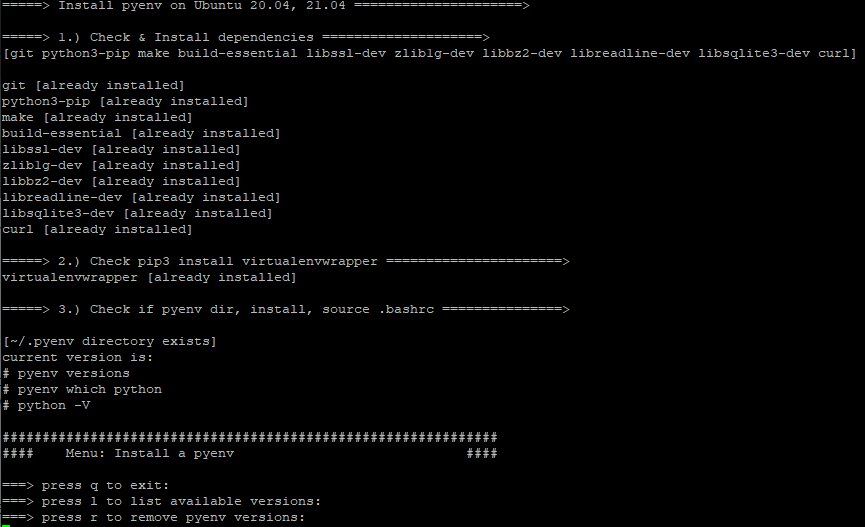 =====> Install pyenv on Ubuntu 20.04, 21.04 =====================>
=====> 1.) Check & Install dependencies ====================>
[git python3-pip make build-essential libssl-dev zlib1g-dev libbz2-dev libreadline-dev libsqlite3-dev curl]
git [already installed]
python3-pip [already installed]
make [already installed]
build-essential [already installed]
libssl-dev [already installed]
zlib1g-dev [already installed]
libbz2-dev [already installed]
libreadline-dev [already installed]
libsqlite3-dev [already installed]
curl [already installed]
=====> 2.) Check pip3 install virtualenvwrapper ======================>
virtualenvwrapper [already installed]
=====> 3.) Check if pyenv dir, install, source .bashrc ===============>
[~/.pyenv directory exists]
current version is:
# pyenv versions
# pyenv which python
# python -V
##############################################################
####    Menu: Install a pyenv                             ####
===> press q to exit:
===> press l to list available versions:
===> press r to remove pyenv versions: